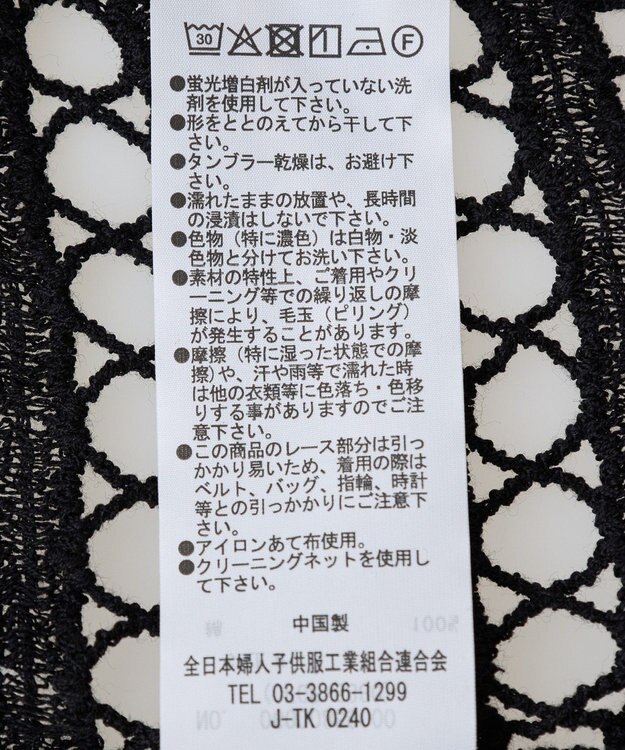 30 F
●蛍光増白剤が入っていない洗
剤を使用して下さい。
●形をととのえてから干して下
さい。
●タンブラー乾燥は、お避け下
さい。
●濡れたままの放置や、長時間
の浸漬はしないで下さい。
●色物（特に濃色）は白物・淡
色物と分けてお洗い下さい。
●素材の特性上、ご着用やクリ
ーニング等での繰り返しの摩
擦により、毛玉（ピリング）
が発生することがあります。
●摩擦（特に湿った状態での摩
擦)や、汗や雨等で濡れた時
は他の衣類等に色落ち・色移
りする事がありますのでご注
意下さい。
●この商品のレース部分は引っ
かかり易いため、着用の際は
ベルト、バッグ、指輪、時計
等との引っかかりにご注意下
さい。
●アイロンあて布使用。
●クリーニングネットを使用し
て下さい。
中国製
全日本婦人子供服工業組合連合会
TEL 03-3866-1299
J-TK 0240